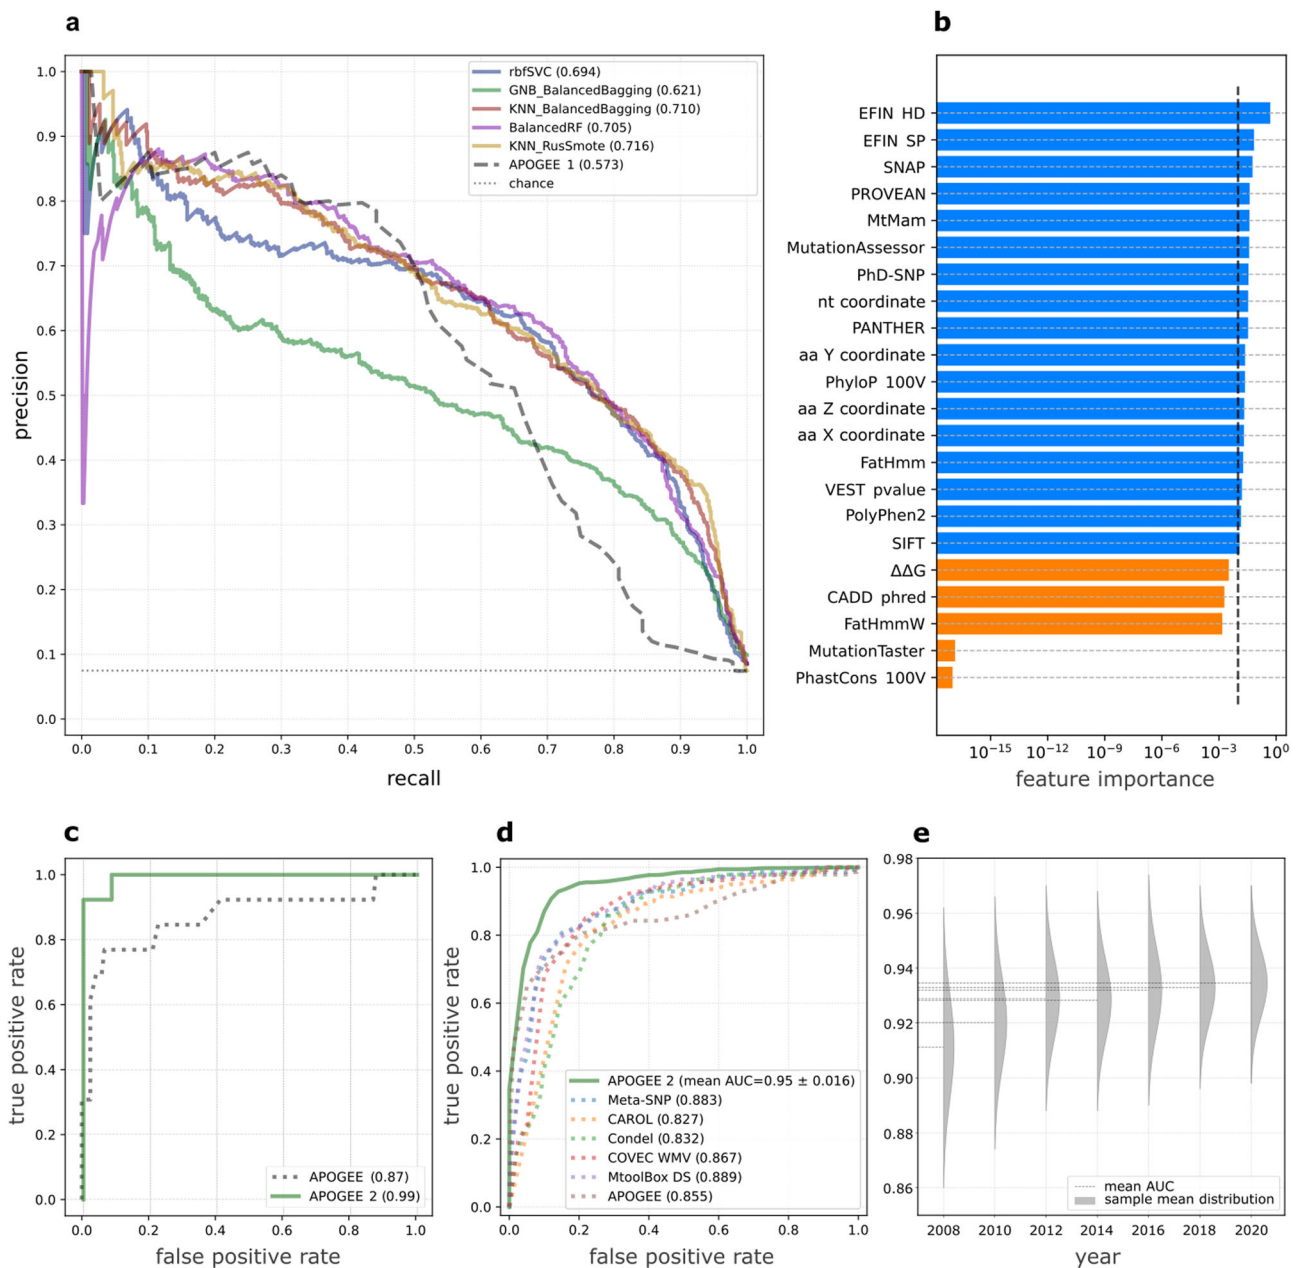 a
1.0
0.9
0.8
0.7
0.6
0.5
0.4
0.3
0.2
0.1
0.0
precision
rbfSVC (0.694)
GNB_BalancedBagging (0.621)
KNN_BalancedBagging (0.710)
BalancedRF (0.705)
KNN_RusSmote (0.716)
APOGEE 1 (0.573)
chance
0.0 0.1 0.2 0.3 0.4 0.5 0.6 0.7 0.8 0.9 1.0
recall
b
EFIN HD
EFIN SP
SNAP
PROVEAN
MtMam
MutationAssessor
PhD-SNP
nt coordinate
PANTHER
aa Y coordinate
PhyloP 100V
aa Z coordinate
aa X coordinate
FatHmm
VEST pvalue
PolyPhen2
SIFT
ΔΔG
CADD phred
FatHmmW
MutationTaster
PhastCons 100V
10⁻¹⁵ 10⁻¹² 10⁻⁹ 10⁻⁶ 10⁻³ 10⁰
feature importance
c
1.0
0.8
0.6
0.4
0.2
0.0
true positive rate
APOGEE (0.87)
APOGEE 2 (0.99)
0.0 0.2 0.4 0.6 0.8 1.0
false positive rate
d
1.0
0.8
0.6
0.4
0.2
0.0
true positive rate
APOGEE 2 (mean AUC=0.95 ± 0.016)
Meta-SNP (0.883)
CAROL (0.827)
Condel (0.832)
COVEC WMV (0.867)
MtoolBox DS (0.889)
APOGEE (0.855)
0.0 0.2 0.4 0.6 0.8 1.0
false positive rate
e
0.98
0.96
0.94
0.92
0.90
0.88
0.86
mean AUC
sample mean distribution
2008 2010 2012 2014 2016 2018 2020
year